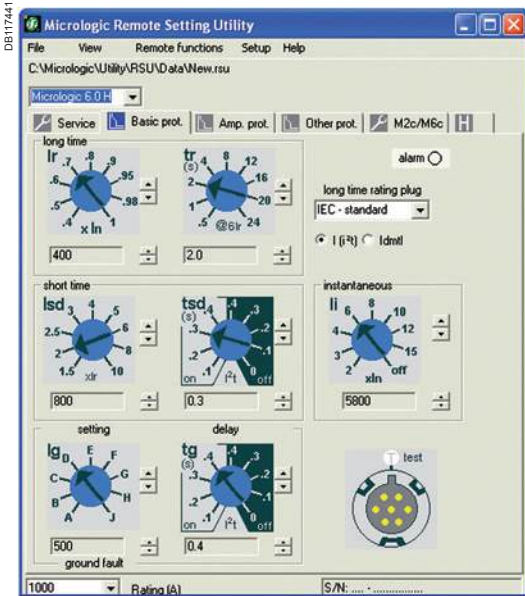 DB117441
Micrologic Remote Setting Utility
File View Remote functions Setup Help
C:\Micrologic\Utility\RSU\Data\New.rsu
Micrologic 6.0 H
Service Basic prot. Amp. prot. Other prot. M2c/M6c H
long time
Ir
.4 .5 .6 .7 .8 .9 .95 .98 1
x In
400
tr
(s)
.5 1 2 4 8 12 16 20 24
@6Ir
2.0
alarm
long time rating plug
IEC - standard
I (i²t) Idmtl
short time
Isd
1.5 2 2.5 3 4 5 6 8 10
xIr
800
tsd
(s)
.1 .2 .3 .4 .4 .3 .2 .1 0
on I²t off
0.3
instantaneous
Ii
2 3 4 6 8 10 12 15 off
xIn
5800
setting
Ig
A B C D E F G H J
500
delay
tg
(s)
.1 .2 .3 .4 .4 .3 .2 .1 0
on I²t off
0.4
ground fault
test
1000 Rating (A) S/N: .... - ................